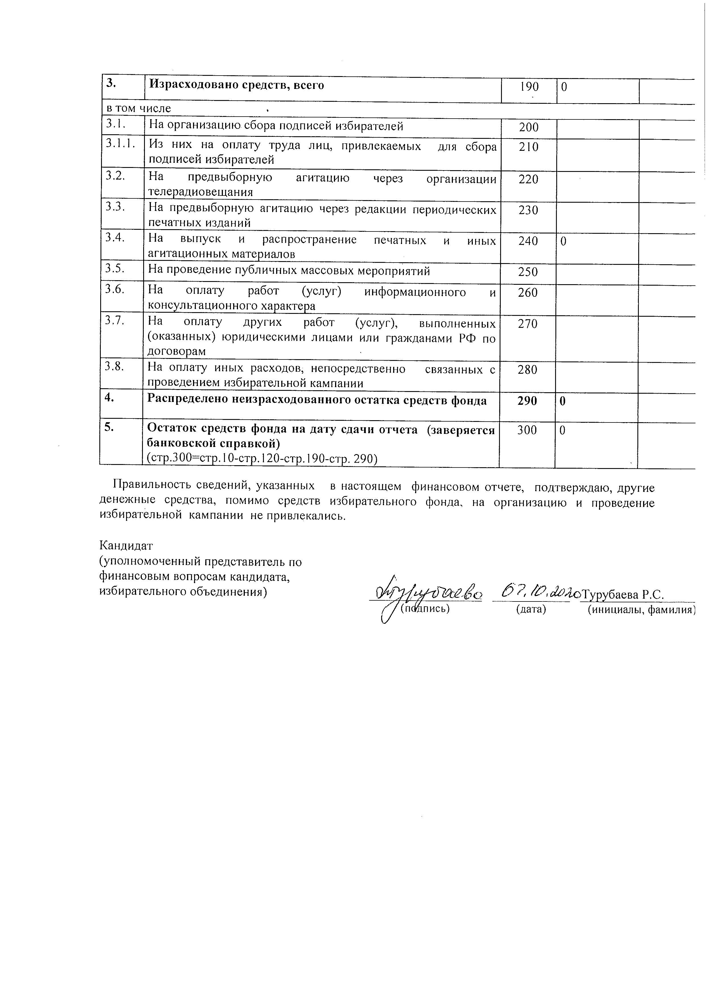 3. Израсходовано средств, всего 190 0
в том числе
3.1. На организацию сбора подписей избирателей 200
3.1.1. Из них на оплату труда лиц, привлекаемых для сбора 210
подписей избирателей
3.2. На предвыборную агитацию через организации 220
телерадиовещания
3.3. На предвыборную агитацию через редакции периодических 230
печатных изданий
3.4. На выпуск и распространение печатных и иных 240 0
агитационных материалов
3.5. На проведение публичных массовых мероприятий 250
3.6. На оплату работ (услуг) информационного и 260
консультационного характера
3.7. На оплату других работ (услуг), выполненных 270
(оказанных) юридическими лицами или гражданами РФ по
договорам
3.8. На оплату иных расходов, непосредственно связанных с 280
проведением избирательной кампании
4. Распределено неизрасходованного остатка средств фонда 290 0
5. Остаток средств фонда на дату сдачи отчета (заверяется 300 0
банковской справкой)
(стр.300=стр.10-стр.120-стр.190-стр. 290)
Правильность сведений, указанных в настоящем финансовом отчете, подтверждаю, другие
денежные средства, помимо средств избирательного фонда, на организацию и проведение
избирательной кампании не привлекались.
Кандидат
(уполномоченный представитель по
финансовым вопросам кандидата,
избирательного объединения)
Турубаева 07.10.2020 Турубаева Р.С.
(подпись) (дата) (инициалы, фамилия)